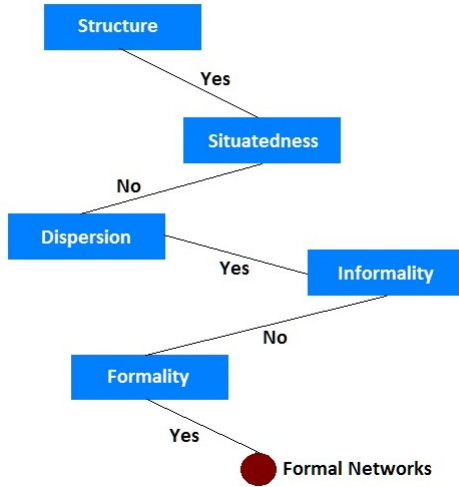 Structure
Yes
Situatedness
No
Dispersion
Yes
Informality
No
Formality
Yes
Formal Networks